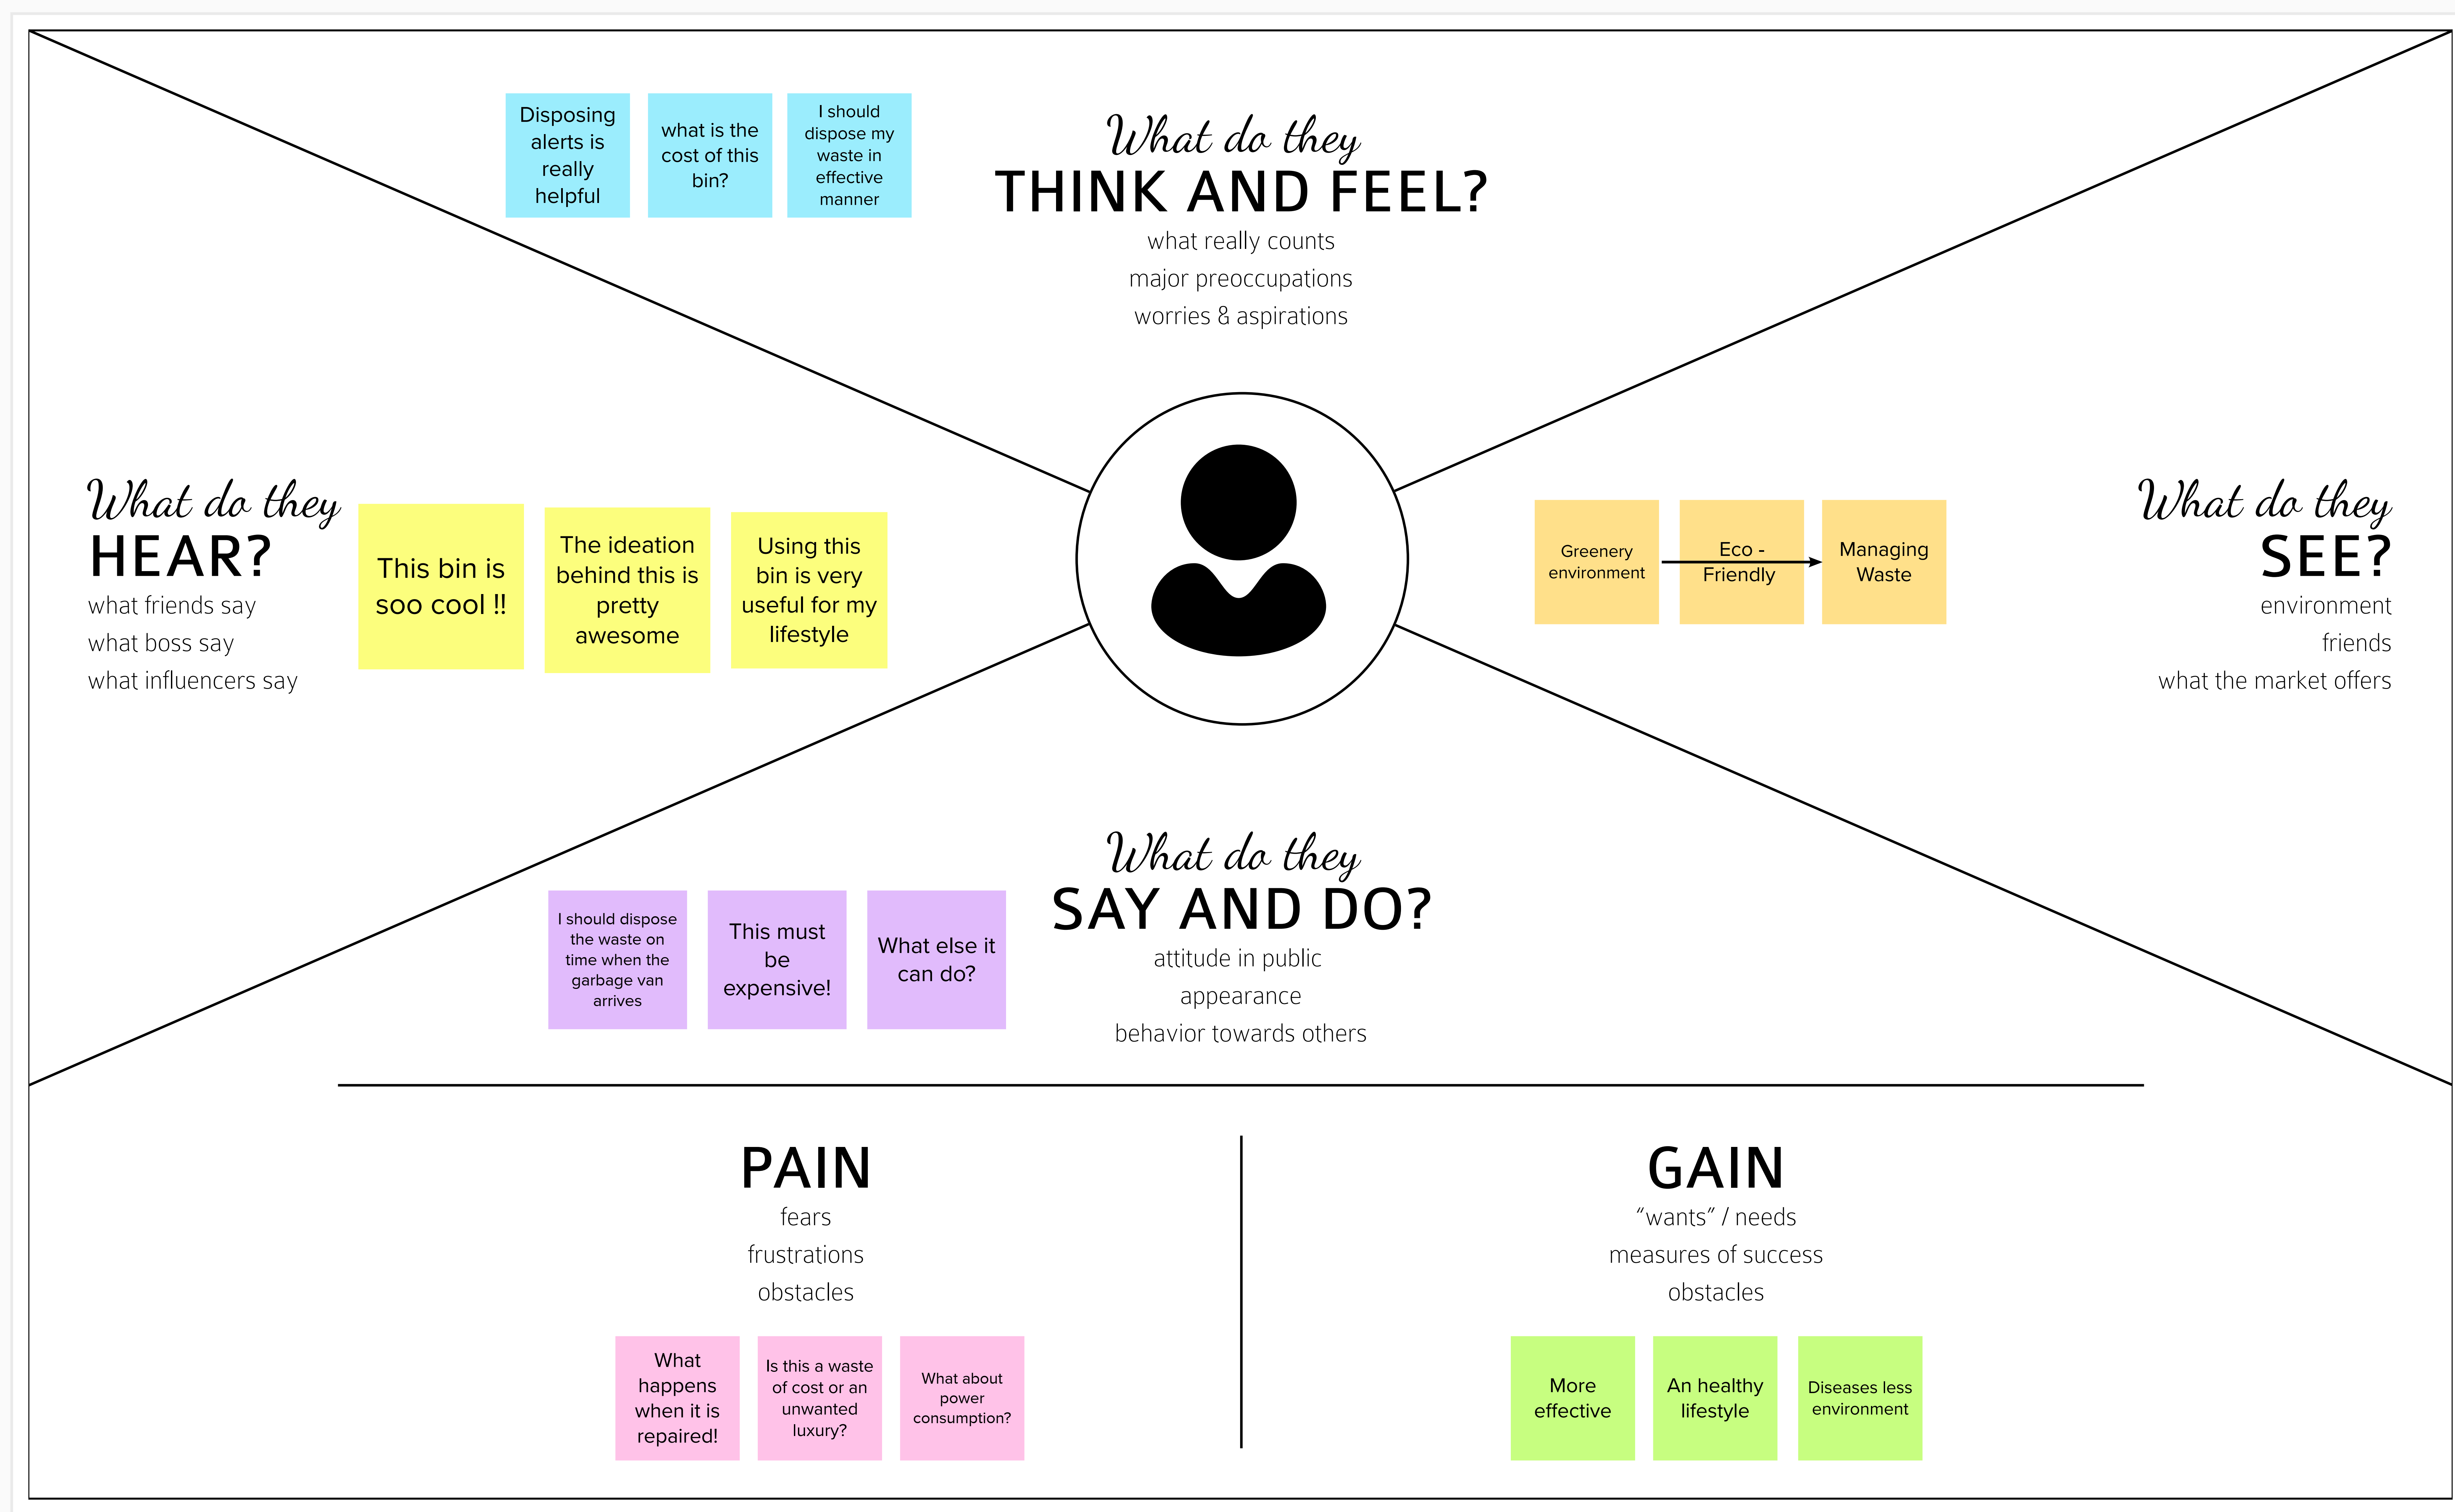 Disposing
alerts is
really
helpful
what is the
cost of this
bin?
I should
dispose my
waste in
effective
manner
What do they
THINK AND FEEL?
what really counts
major preoccupations
worries & aspirations
What do they
HEAR?
what friends say
what boss say
what influencers say
This bin is
soo cool !!
The ideation
behind this is
pretty
awesome
Using this
bin is very
useful for my
lifestyle
Greenery
environment
Eco -
Friendly
Managing
Waste
What do they
SEE?
environment
friends
what the market offers
I should dispose
the waste on
time when the
garbage van
arrives
This must
be
expensive!
What else it
can do?
What do they
SAY AND DO?
attitude in public
appearance
behavior towards others
PAIN
fears
frustrations
obstacles
What
happens
when it is
repaired!
Is this a waste
of cost or an
unwanted
luxury?
What about
power
consumption?
GAIN
“wants” / needs
measures of success
obstacles
More
effective
An healthy
lifestyle
Diseases less
environment